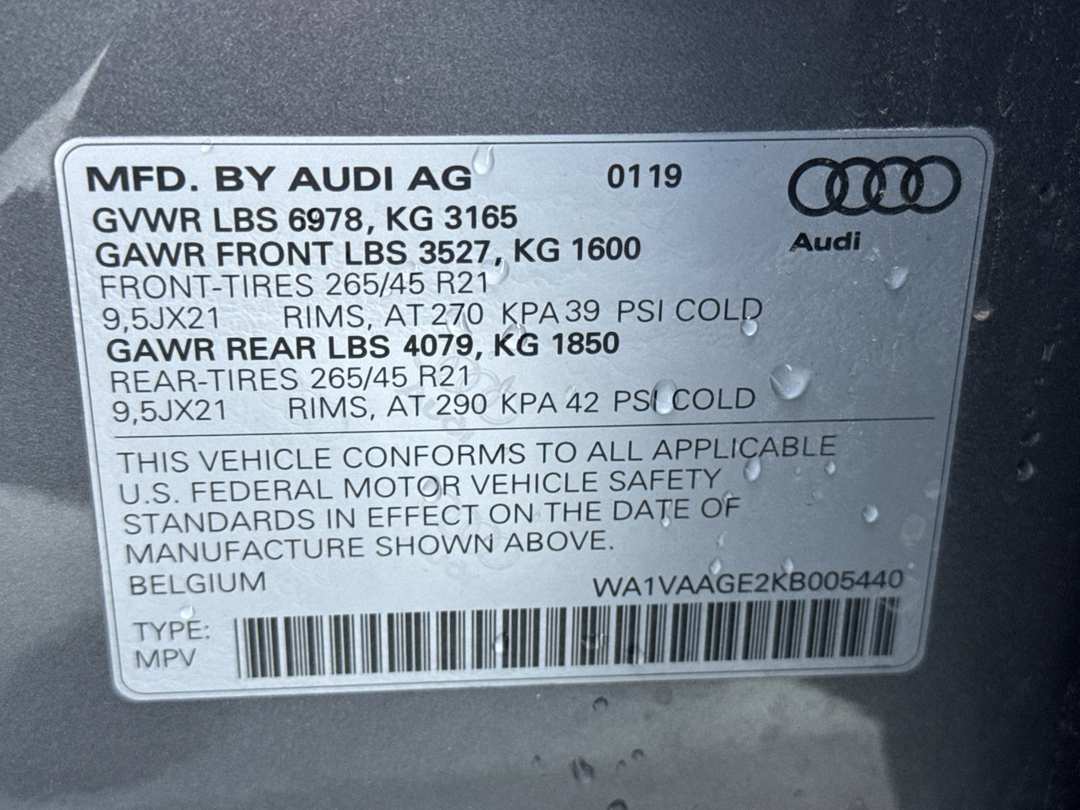 MFD. BY AUDI AG 0119
Audi
GVWR LBS 6978, KG 3165
GAWR FRONT LBS 3527, KG 1600
FRONT-TIRES 265/45 R21
9,5JX21 RIMS, AT 270 KPA 39 PSI COLD
GAWR REAR LBS 4079, KG 1850
REAR-TIRES 265/45 R21
9,5JX21 RIMS, AT 290 KPA 42 PSI COLD
THIS VEHICLE CONFORMS TO ALL APPLICABLE
U.S. FEDERAL MOTOR VEHICLE SAFETY
STANDARDS IN EFFECT ON THE DATE OF
MANUFACTURE SHOWN ABOVE.
BELGIUM WA1VAAGE2KB005440
TYPE:
MPV